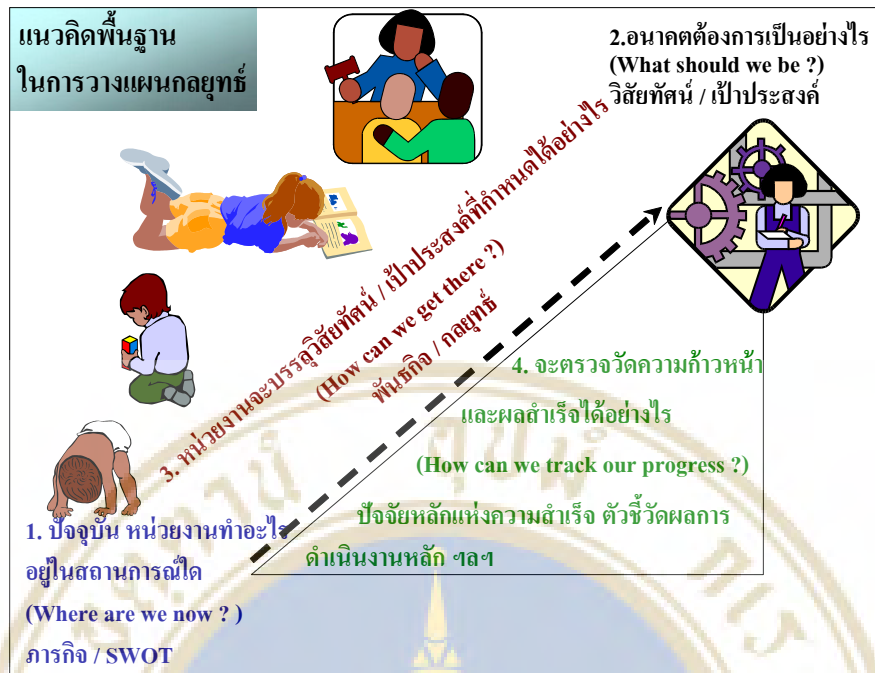 แนวคิดพื้นฐาน
ในการวางแผนกลยุทธ์
2.อนาคตต้องการเป็นอย่างไร
(What should we be ?)
วิสัยทัศน์ / เป้าประสงค์
3. หน่วยงานจะบรรลุวิสัยทัศน์ / เป้าประสงค์ที่กำหนดได้อย่างไร
(How can we get there ?)
พันธกิจ / กลยุทธ์
4. จะตรวจวัดความก้าวหน้า
และผลสำเร็จได้อย่างไร
(How can we track our progress ?)
ปัจจัยหลักแห่งความสำเร็จ ตัวชี้วัดผลการ
ดำเนินงานหลัก ฯลฯ
1. ปัจจุบัน หน่วยงานทำอะไร
อยู่ในสถานการณ์ใด
(Where are we now ? )
ภารกิจ / SWOT